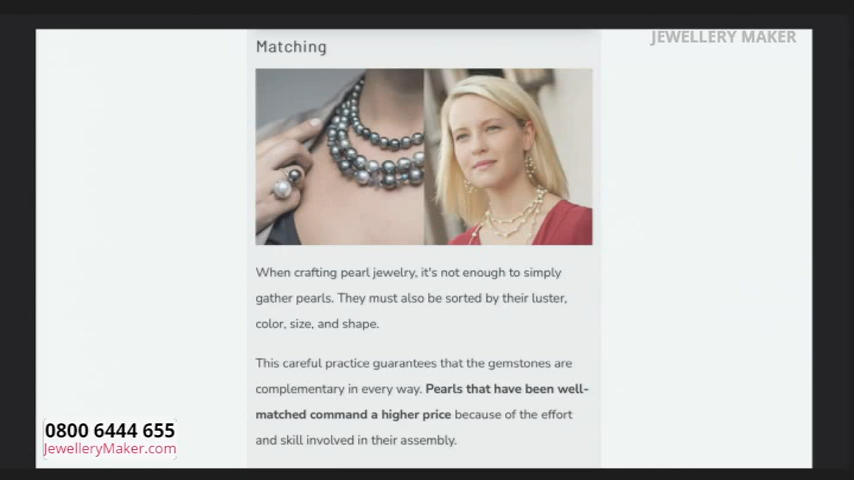 JEWELLERY MAKER
Matching
When crafting pearl jewelry, it's not enough to simply
gather pearls. They must also be sorted by their luster,
color, size, and shape.
This careful practice guarantees that the gemstones are
complementary in every way. Pearls that have been well-
matched command a higher price because of the effort
and skill involved in their assembly.
0800 6444 655
JewelleryMaker.com